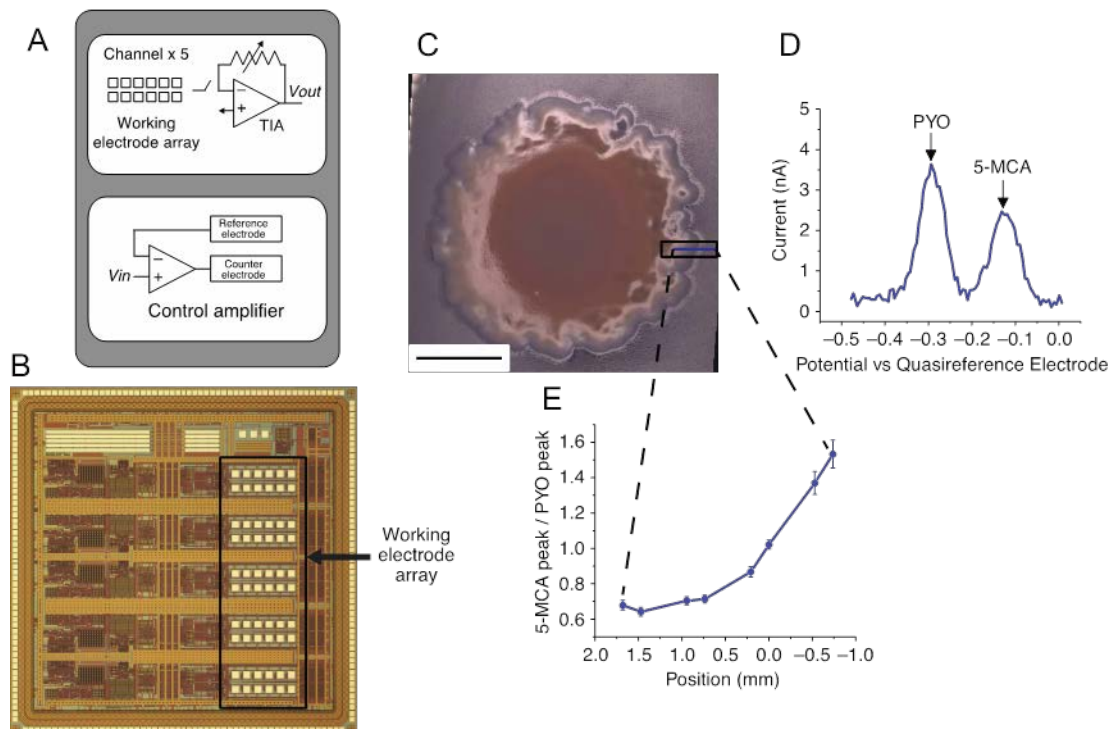 A
Channel x 5
Working
electrode array
Vout
TIA
Reference
electrode
Counter
electrode
Vin
Control amplifier
B
Working
electrode
array
C
D
5
4
3
2
1
0
Current (nA)
PYO
5-MCA
−0.5 −0.4 −0.3 −0.2 −0.1 0.0
Potential vs Quasireference Electrode
E
1.6
1.4
1.2
1.0
0.8
0.6
5-MCA peak / PYO peak
2.0 1.5 1.0 0.5 0.0 −0.5 −1.0
Position (mm)